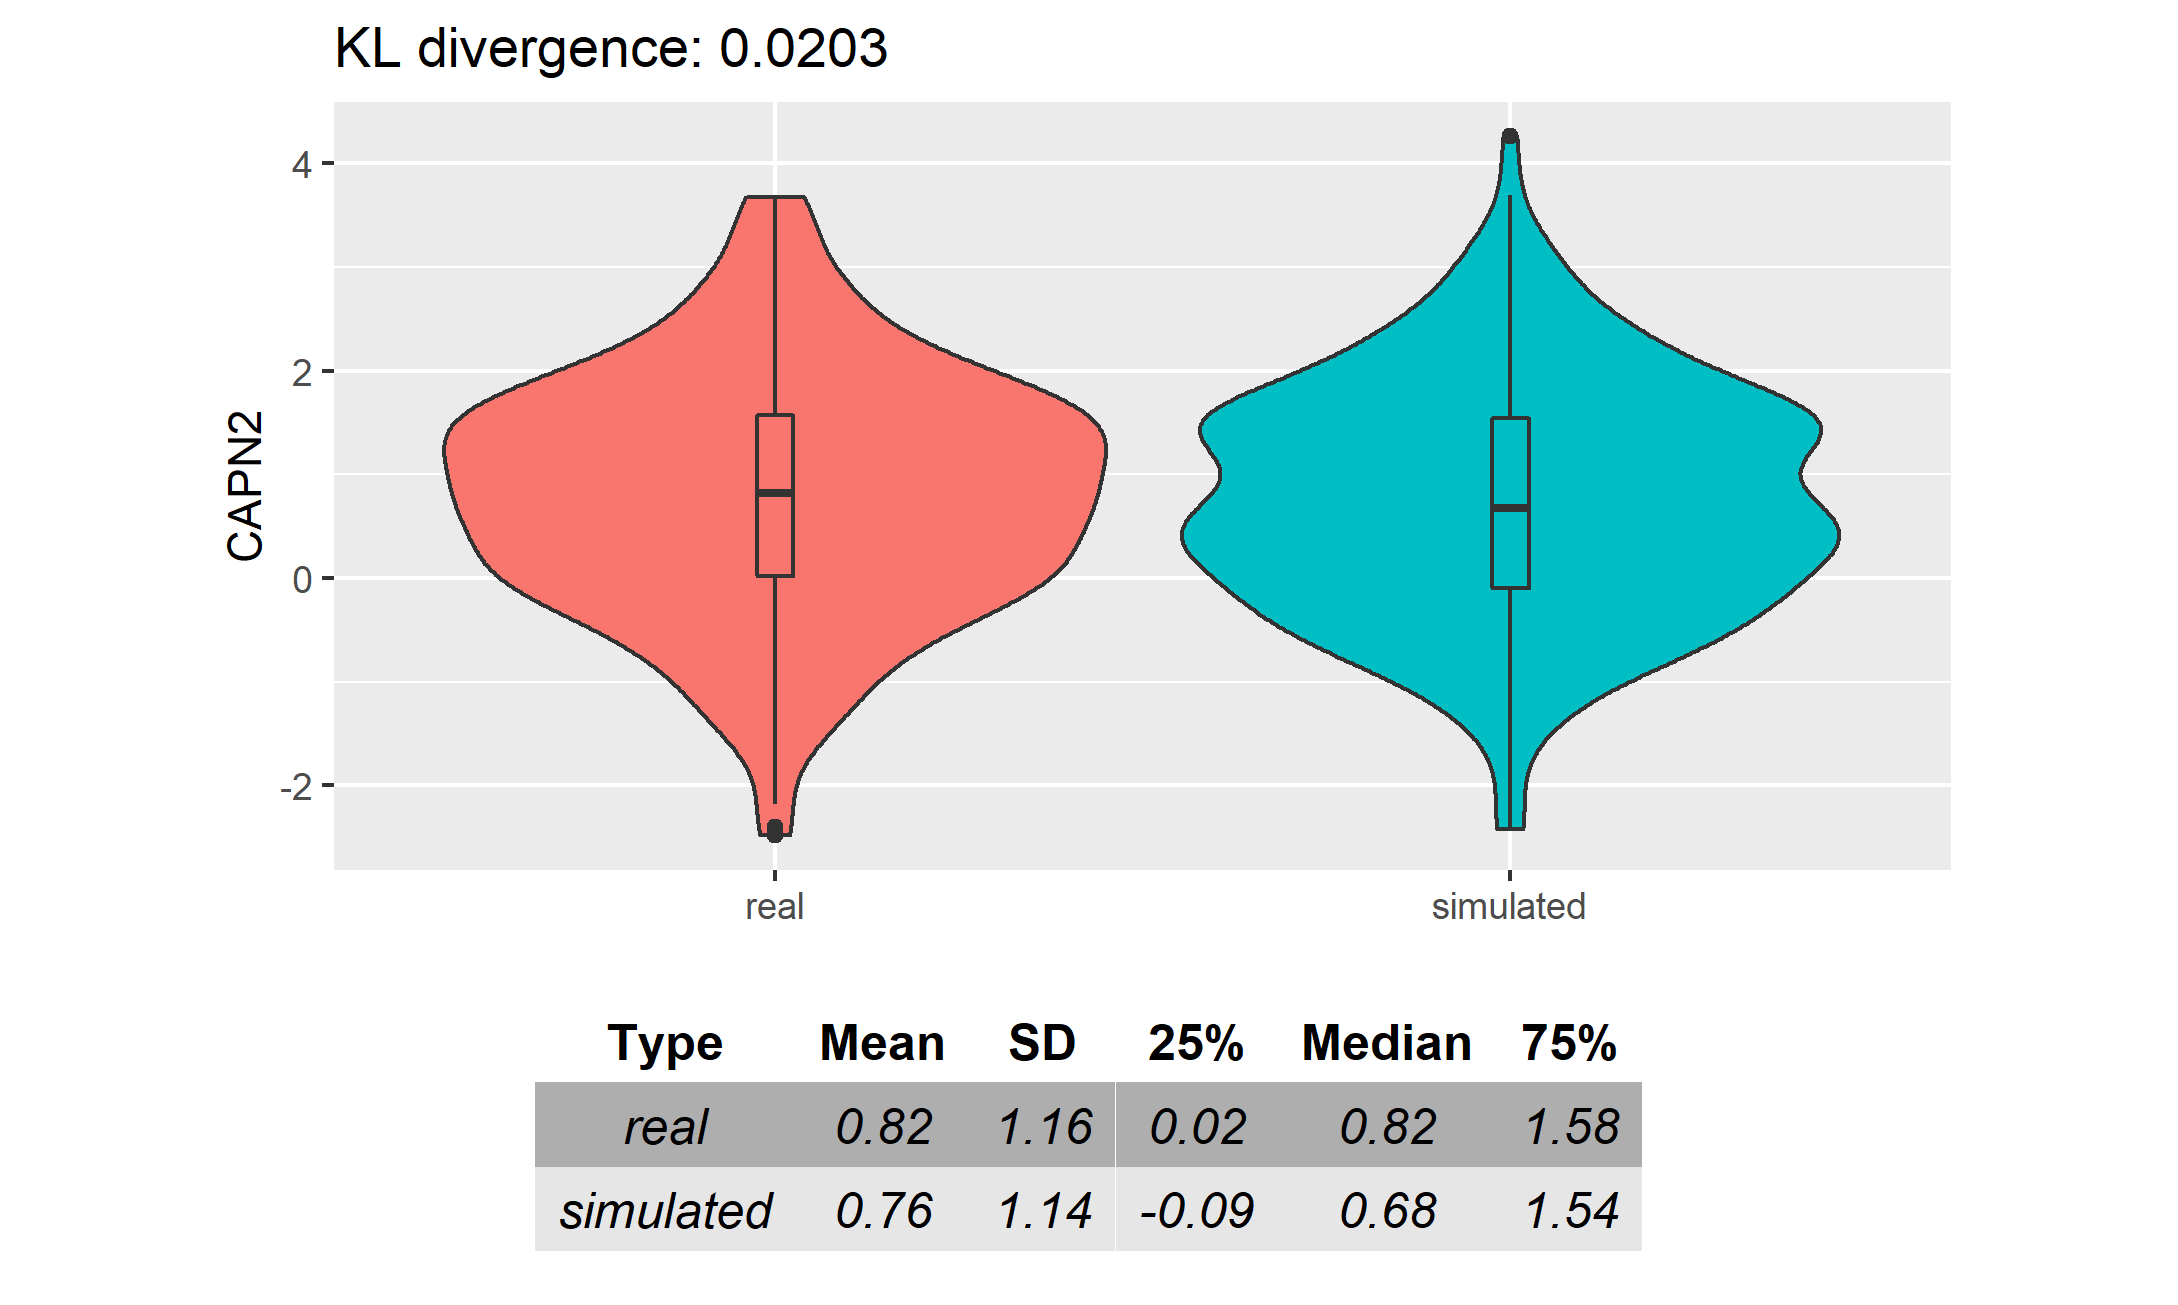 KL divergence: 0.0203
4
2
0
-2
CAPN2
real simulated
Type Mean SD 25% Median 75%
real 0.82 1.16 0.02 0.82 1.58
simulated 0.76 1.14 -0.09 0.68 1.54